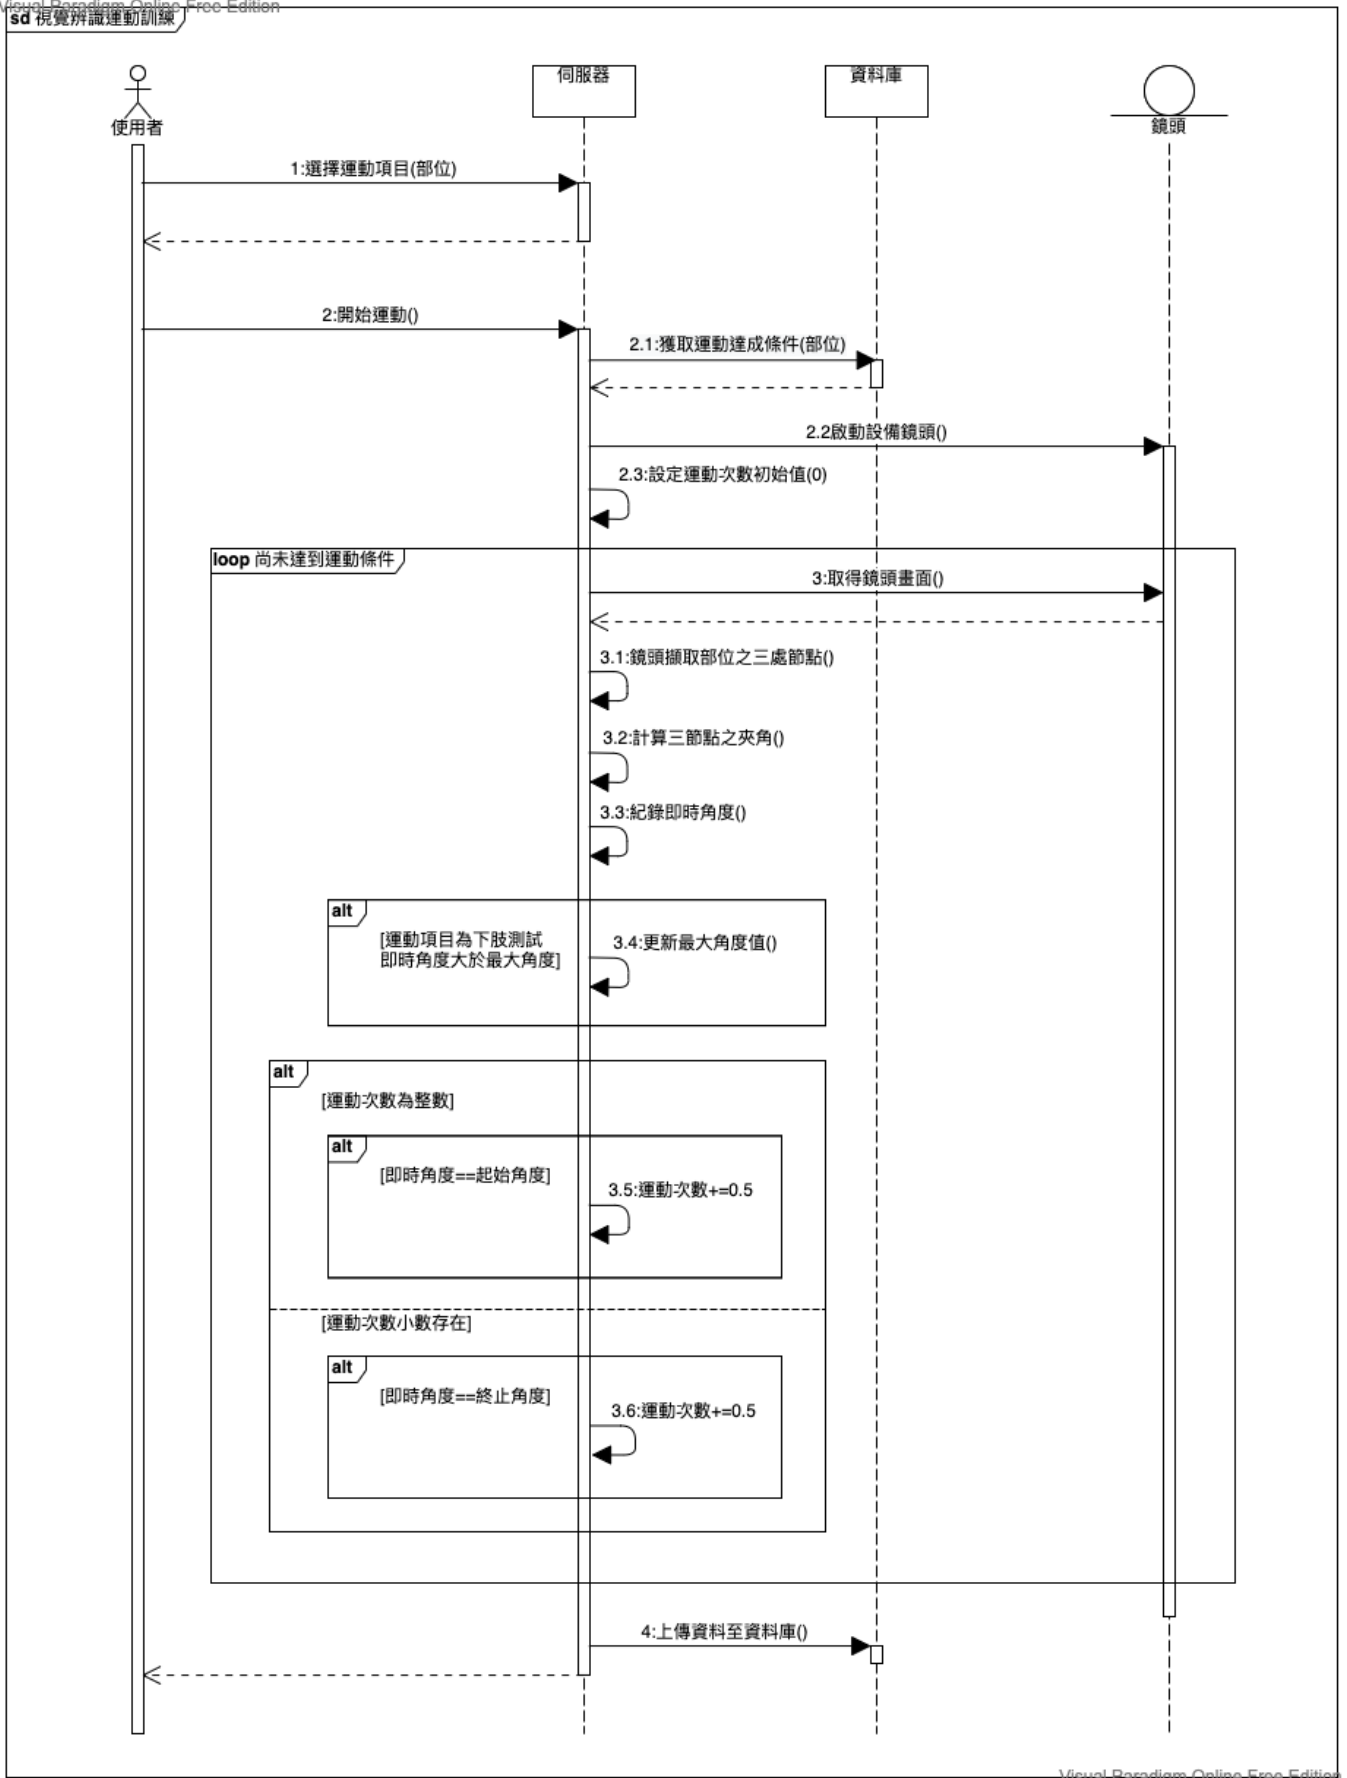 Visual Paradigm Online Free Edition
sd 視覺辨識運動訓練
使用者
伺服器
資料庫
鏡頭
1:選擇運動項目(部位)
2:開始運動()
2.1:獲取運動達成條件(部位)
2.2啟動設備鏡頭()
2.3:設定運動次數初始值(0)
loop 尚未達到運動條件
3:取得鏡頭畫面()
3.1:鏡頭擷取部位之三處節點()
3.2:計算三節點之夾角()
3.3:紀錄即時角度()
alt
[運動項目為下肢測試
即時角度大於最大角度]
3.4:更新最大角度值()
alt
[運動次數為整數]
alt
[即時角度==起始角度]
3.5:運動次數+=0.5
[運動次數小數存在]
alt
[即時角度==終止角度]
3.6:運動次數+=0.5
4:上傳資料至資料庫()
Visual Paradigm Online Free Edition